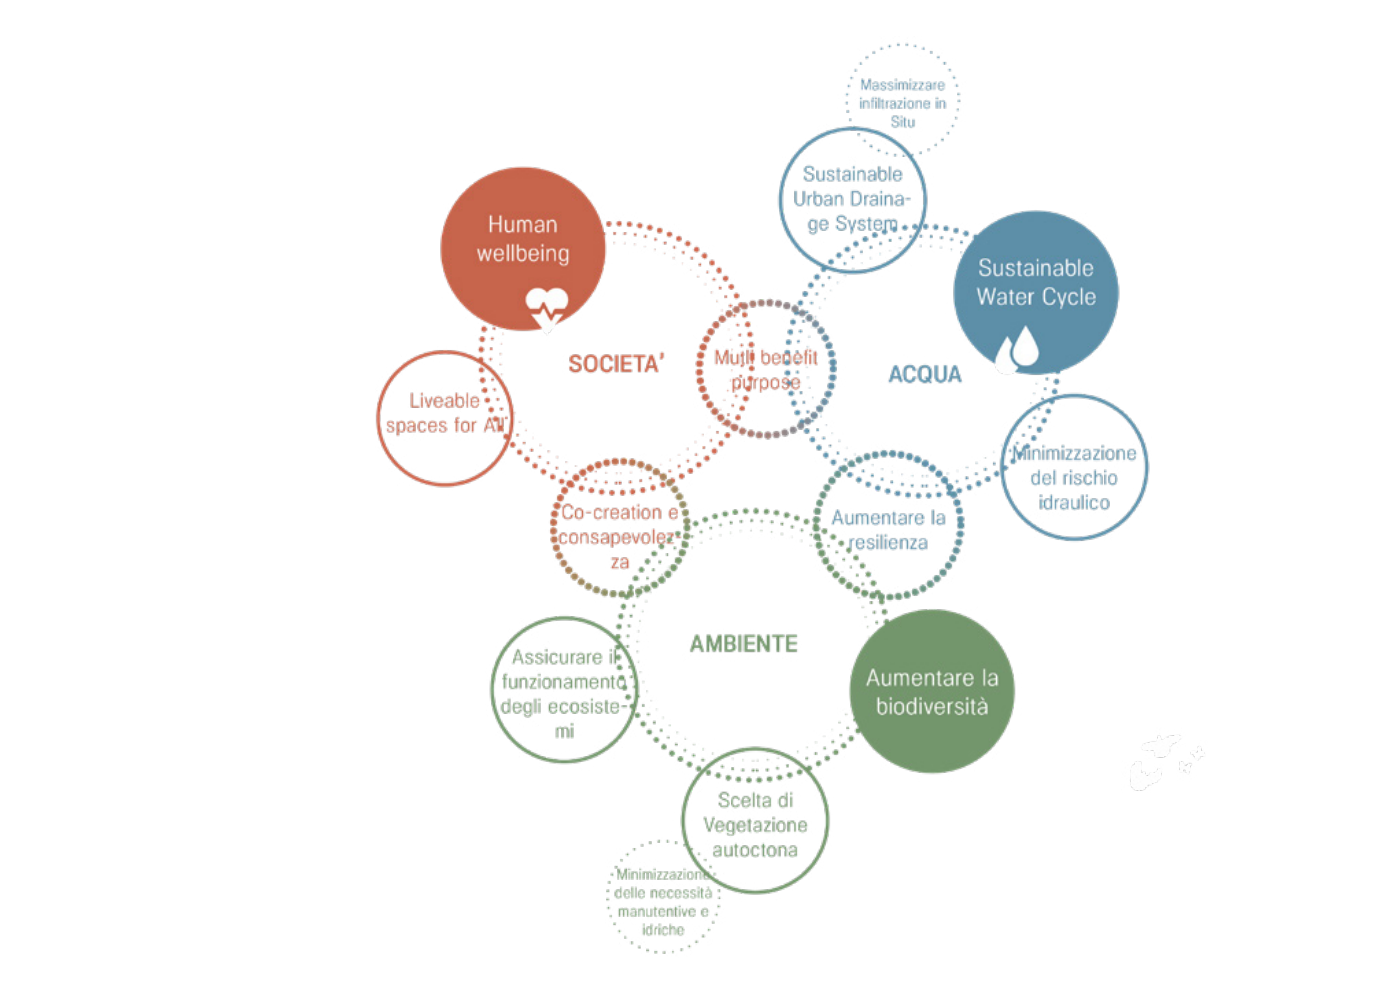 Massimizzare
infiltrazione in
Situ
Sustainable
Urban Draina-
ge System
Human
wellbeing
Sustainable
Water Cycle
SOCIETA'
Multi benefit
purpose
ACQUA
Liveable
spaces for All
Minimizzazione
del rischio
idraulico
Co-creation e
consapevolez-
za
Aumentare la
resilienza
AMBIENTE
Assicurare il
funzionamento
degli ecosiste-
mi
Aumentare la
biodiversità
Scelta di
Vegetazione
autoctona
Minimizzazione
delle necessità
manutentive e
idriche